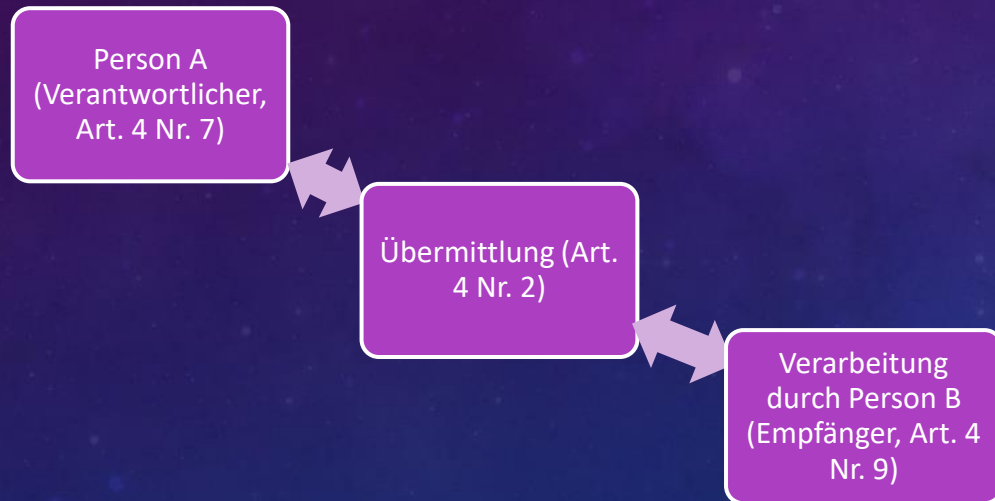 Person A
(Verantwortlicher,
Art. 4 Nr. 7)
Übermittlung (Art.
4 Nr. 2)
Verarbeitung
durch Person B
(Empfänger, Art. 4
Nr. 9)